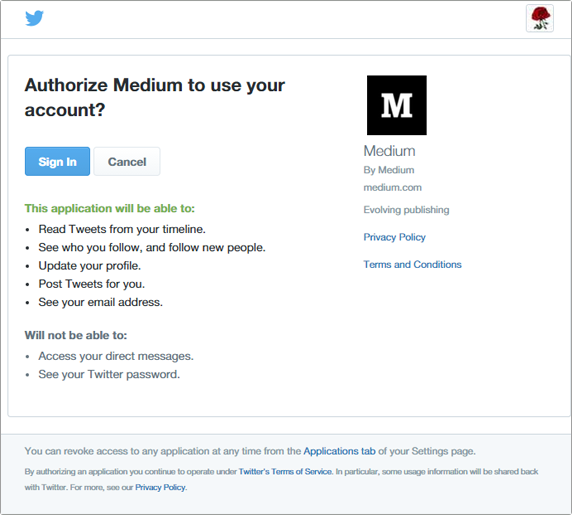 Authorize Medium to use your
account?
Sign In
Cancel
This application will be able to:
• Read Tweets from your timeline.
• See who you follow, and follow new people.
• Update your profile.
• Post Tweets for you.
• See your email address.
Will not be able to:
• Access your direct messages.
• See your Twitter password.
M
Medium
By Medium
medium.com
Evolving publishing
Privacy Policy
Terms and Conditions
You can revoke access to any application at any time from the Applications tab of your Settings page.
By authorizing an application you continue to operate under Twitter's Terms of Service. In particular, some usage information will be shared back
with Twitter. For more, see our Privacy Policy.